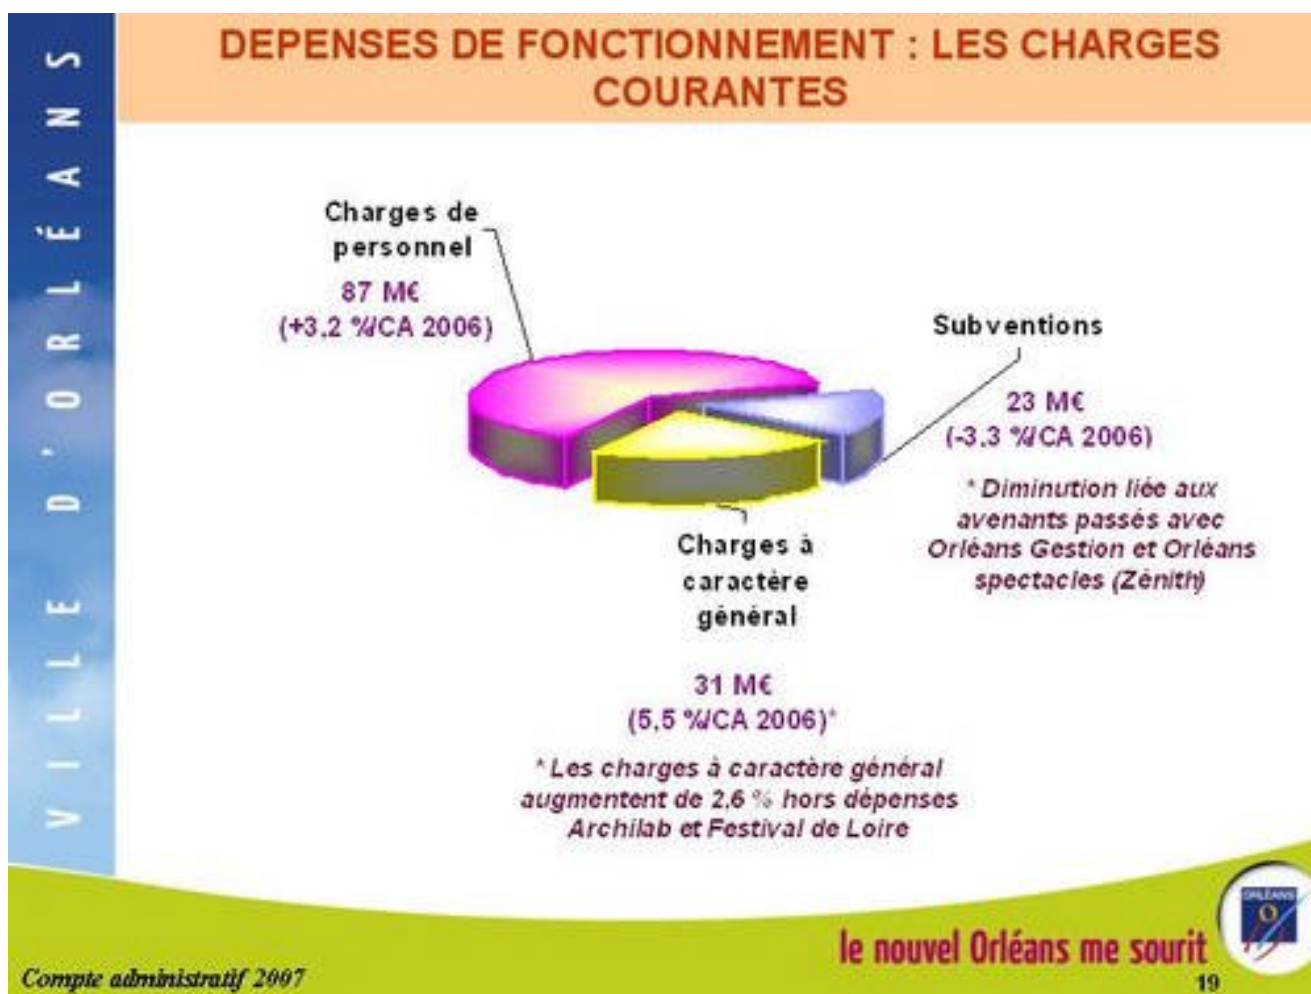 DEPENSES DE FONCTIONNEMENT : LES CHARGES
COURANTES
VILLE D'ORLÉANS
Charges de
personnel
87 M€
(+3,2 %/CA 2006)
Subventions
23 M€
(-3,3 %/CA 2006)
* Diminution liée aux
avenants passés avec
Orléans Gestion et Orléans
spectacles (Zénith)
Charges à
caractère
général
31 M€
(5,5 %/CA 2006)*
* Les charges à caractère général
augmentent de 2,6 % hors dépenses
Archilab et Festival de Loire
ORLÉANS
le nouvel Orléans me sourit
Compte administratif 2007
19